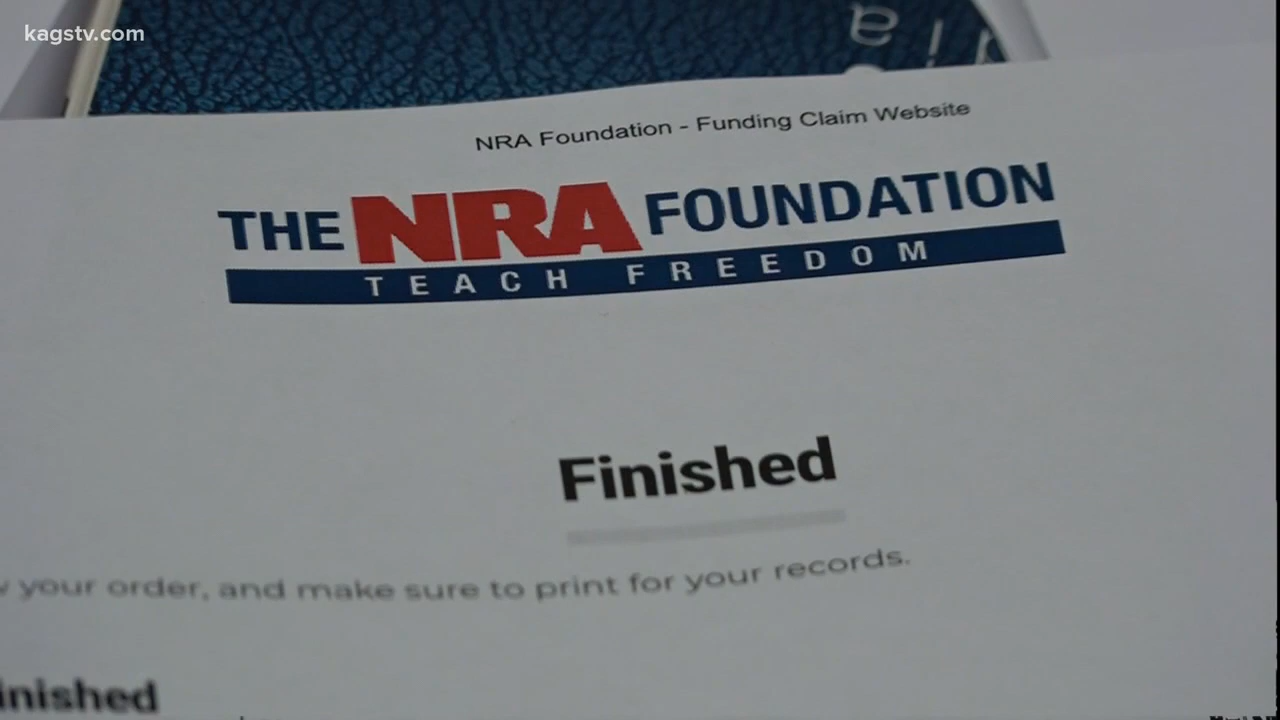 kagstv.com
NRA Foundation - Funding Claim Website
THE NRA FOUNDATION
TEACH FREEDOM
Finished
your order, and make sure to print for your records.
inished